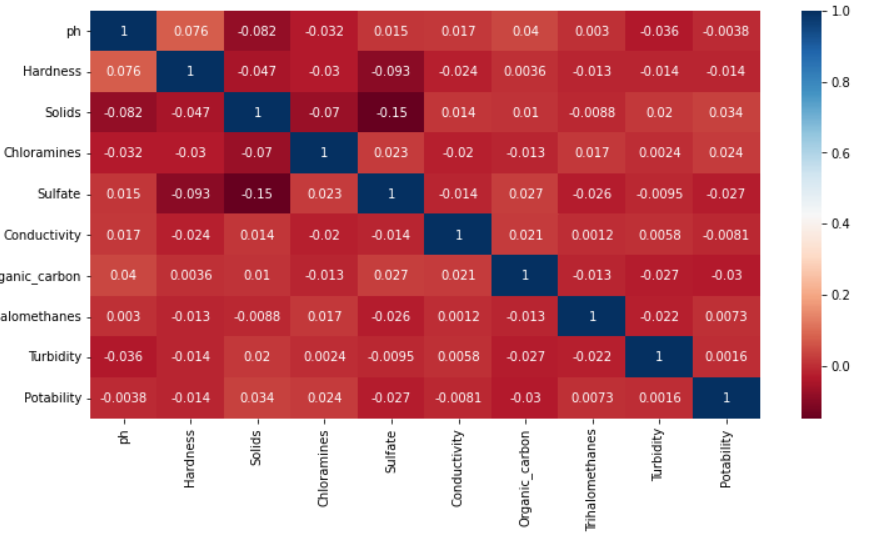 ph 1 0.076 -0.082 -0.032 0.015 0.017 0.04 0.003 -0.036 -0.0038
Hardness 0.076 1 -0.047 -0.03 -0.093 -0.024 0.0036 -0.013 -0.014 -0.014
Solids -0.082 -0.047 1 -0.07 -0.15 0.014 0.01 -0.0088 0.02 0.034
Chloramines -0.032 -0.03 -0.07 1 0.023 -0.02 -0.013 0.017 0.0024 0.024
Sulfate 0.015 -0.093 -0.15 0.023 1 -0.014 0.027 -0.026 -0.0095 -0.027
Conductivity 0.017 -0.024 0.014 -0.02 -0.014 1 0.021 0.0012 0.0058 -0.0081
ganic_carbon 0.04 0.0036 0.01 -0.013 0.027 0.021 1 -0.013 -0.027 -0.03
alomethanes 0.003 -0.013 -0.0088 0.017 -0.026 0.0012 -0.013 1 -0.022 0.0073
Turbidity -0.036 -0.014 0.02 0.0024 -0.0095 0.0058 -0.027 -0.022 1 0.0016
Potability -0.0038 -0.014 0.034 0.024 -0.027 -0.0081 -0.03 0.0073 0.0016 1
ph
Hardness
Solids
Chloramines
Sulfate
Conductivity
Organic_carbon
Trihalomethanes
Turbidity
Potability
1.0
0.8
0.6
0.4
0.2
0.0